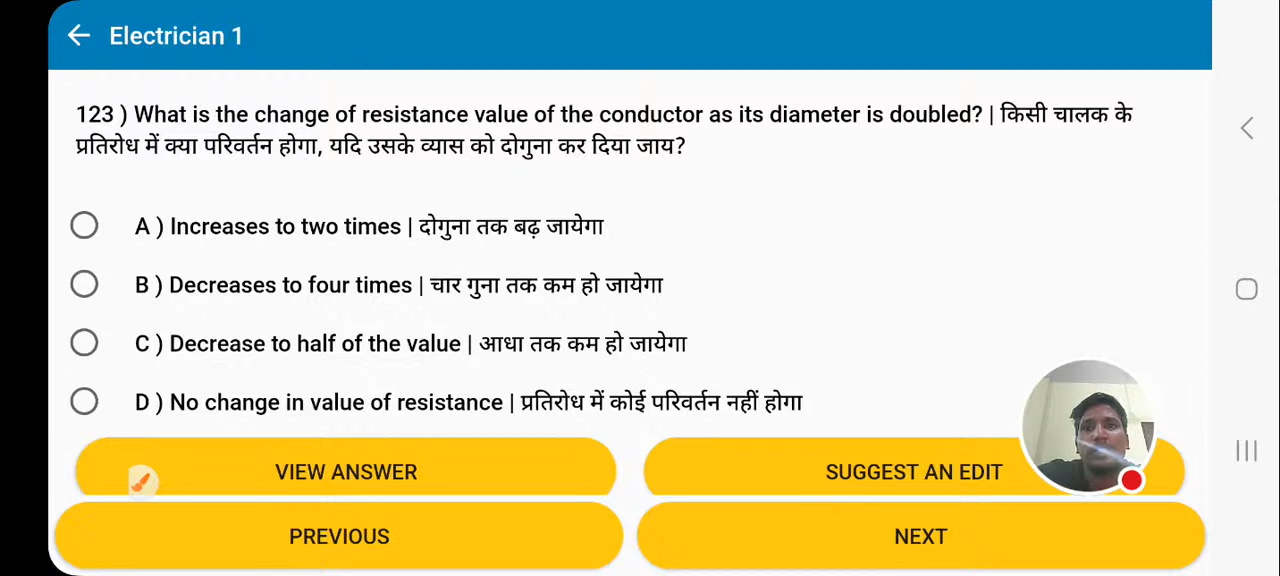 Electrician 1
123 ) What is the change of resistance value of the conductor as its diameter is doubled? | किसी चालक के
प्रतिरोध में क्या परिवर्तन होगा, यदि उसके व्यास को दोगुना कर दिया जाय?
A ) Increases to two times | दोगुना तक बढ़ जायेगा
B ) Decreases to four times | चार गुना तक कम हो जायेगा
C ) Decrease to half of the value | आधा तक कम हो जायेगा
D ) No change in value of resistance | प्रतिरोध में कोई परिवर्तन नहीं होगा
VIEW ANSWER
SUGGEST AN EDIT
PREVIOUS
NEXT